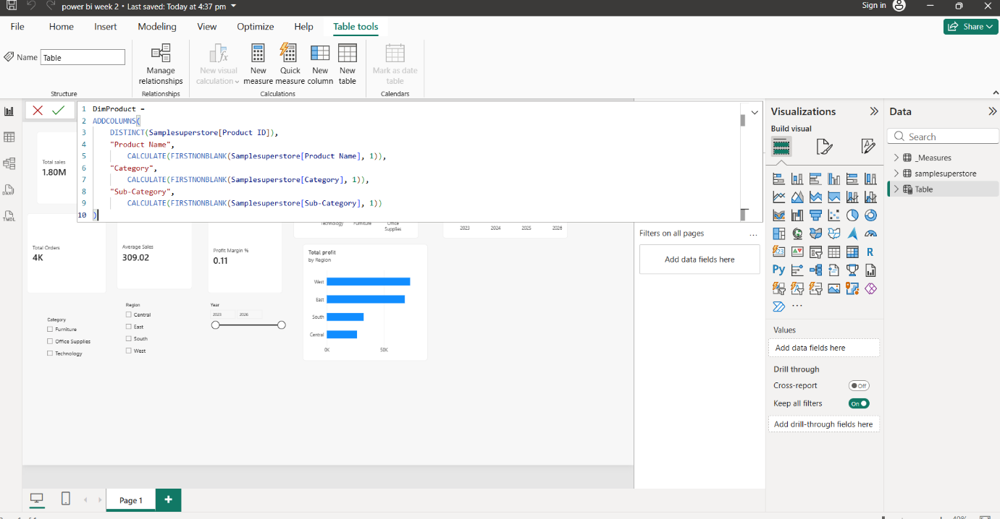 power bi week 2 • Last saved: Today at 4:37 pm
Sign in
File Home Insert Modeling View Optimize Help Table tools
Share
Name Table
Manage relationships
New visual calculation
New measure
Quick measure
New column
New table
Mark as date table
Structure
Relationships
Calculations
Calendars
1 DimProduct =
2 ADDCOLUMNS(
3 DISTINCT(Samplesuperstore[Product ID]),
4 "Product Name",
5 CALCULATE(FIRSTNONBLANK(Samplesuperstore[Product Name], 1)),
6 "Category",
7 CALCULATE(FIRSTNONBLANK(Samplesuperstore[Category], 1)),
8 "Sub-Category",
9 CALCULATE(FIRSTNONBLANK(Samplesuperstore[Sub-Category], 1))
10 )
DAX
TMDL
Total sales
1.80M
Total Orders
4K
Average Sales
309.02
Profit Margin %
0.11
Technology Furniture Office Supplies
2023 2024 2025 2026
Total profit
by Region
West
East
South
Central
0K 50K
Category
Furniture
Office Supplies
Technology
Region
Central
East
South
West
Year
2023 2026
Filters on all pages
...
Add data fields here
Visualizations
Build visual
123
R
Py
...
Values
Add data fields here
Drill through
Cross-report
Off
Keep all filters
On
Add drill-through fields here
Data
Search
_Measures
samplesuperstore
Table
Page 1
+